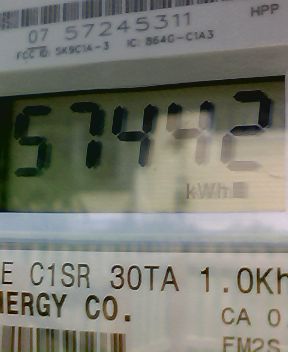 HPP
07 57245311
FCC ID: SK9C1A-3 IC: 864G-C1A3
57442
kWh
E C1SR 30TA 1.0Kh
NERGY CO.
CA 0.
FM2S